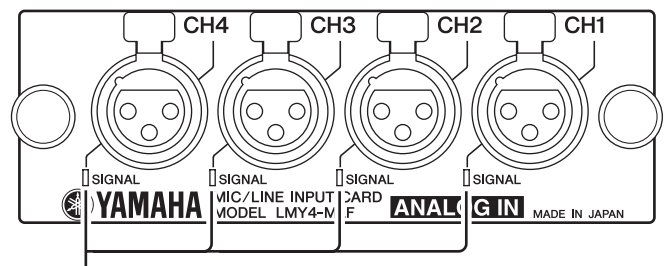 CH4 CH3 CH2 CH1
SIGNAL SIGNAL SIGNAL SIGNAL
YAMAHA MIC/LINE INPUT CARD ANALOG IN MADE IN JAPAN
MODEL LMY4-MLF